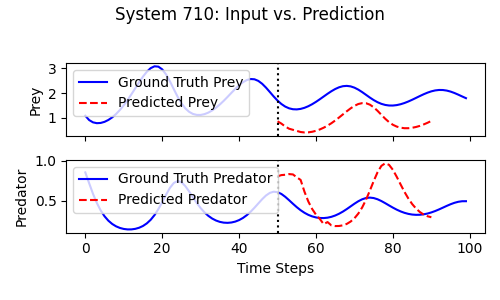 System 710: Input vs. Prediction
3
2
1
Prey
Ground Truth Prey
Predicted Prey
1.0
0.5
Predator
Ground Truth Predator
Predicted Predator
0 20 40 60 80 100
Time Steps